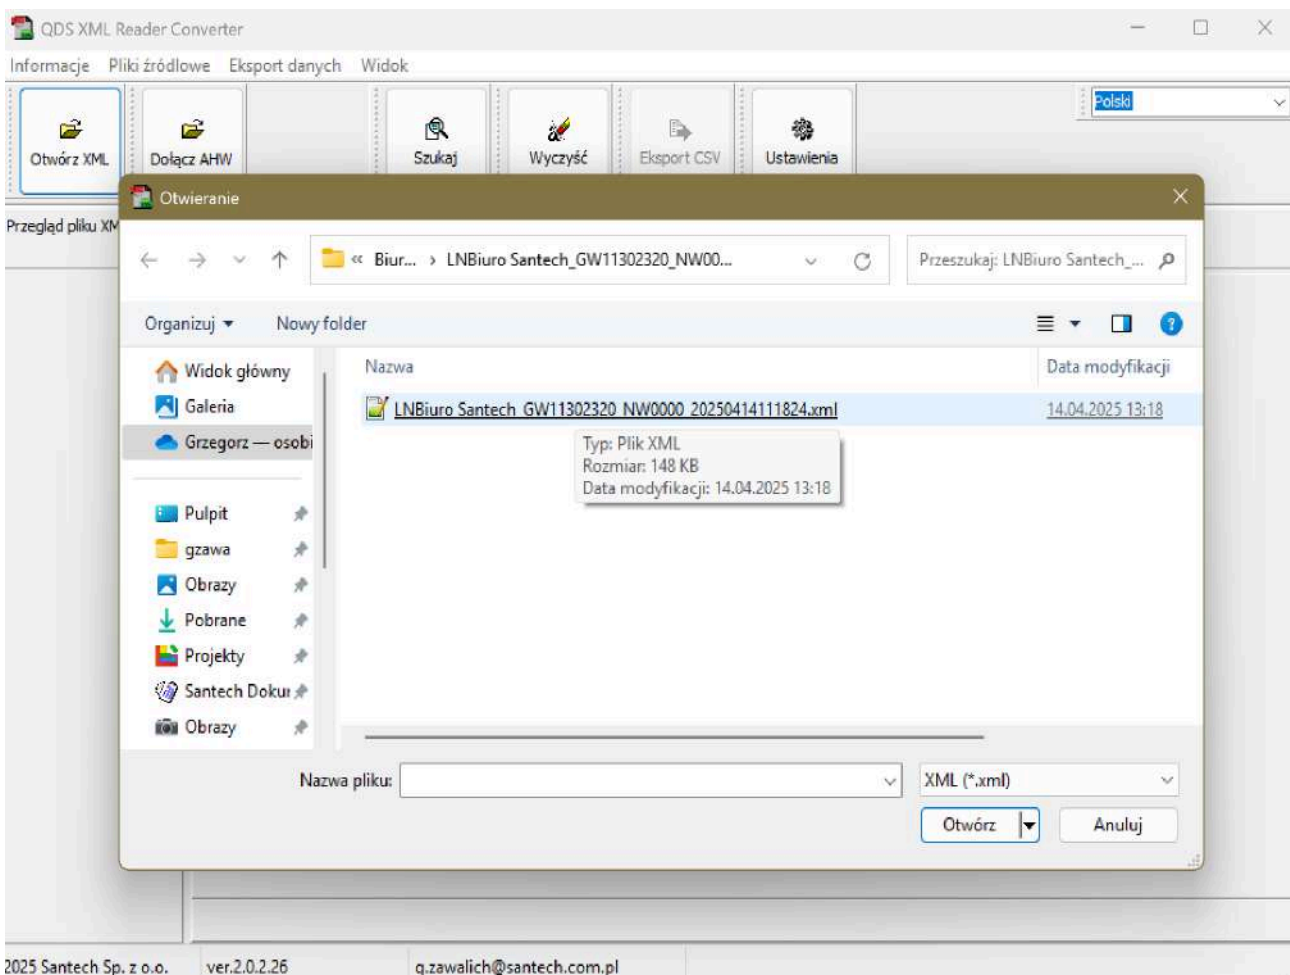 QDS XML Reader Converter
Informacje Pliki źródłowe Eksport danych Widok
Polski
Otwórz XML Dołącz AHW Szukaj Wyczyść Eksport CSV Ustawienia
Otwieranie
Przegląd pliku XM
« Biur... › LNBiuro Santech_GW11302320_NW00... Przeszukaj: LNBiuro Santech_...
Organizuj Nowy folder
Nazwa Data modyfikacji
Widok główny
Galeria
LNBiuro Santech_GW11302320_NW0000_20250414111824.xml 14.04.2025 13:18
Grzegorz — osobi
Typ: Plik XML
Rozmiar: 148 KB
Data modyfikacji: 14.04.2025 13:18
Pulpit
gzawa
Obrazy
Pobrane
Projekty
Santech Dokur
Obrazy
Nazwa pliku: XML (*.xml)
Otwórz Anuluj
2025 Santech Sp. z o.o. ver.2.0.2.26 g.zawalich@santech.com.pl